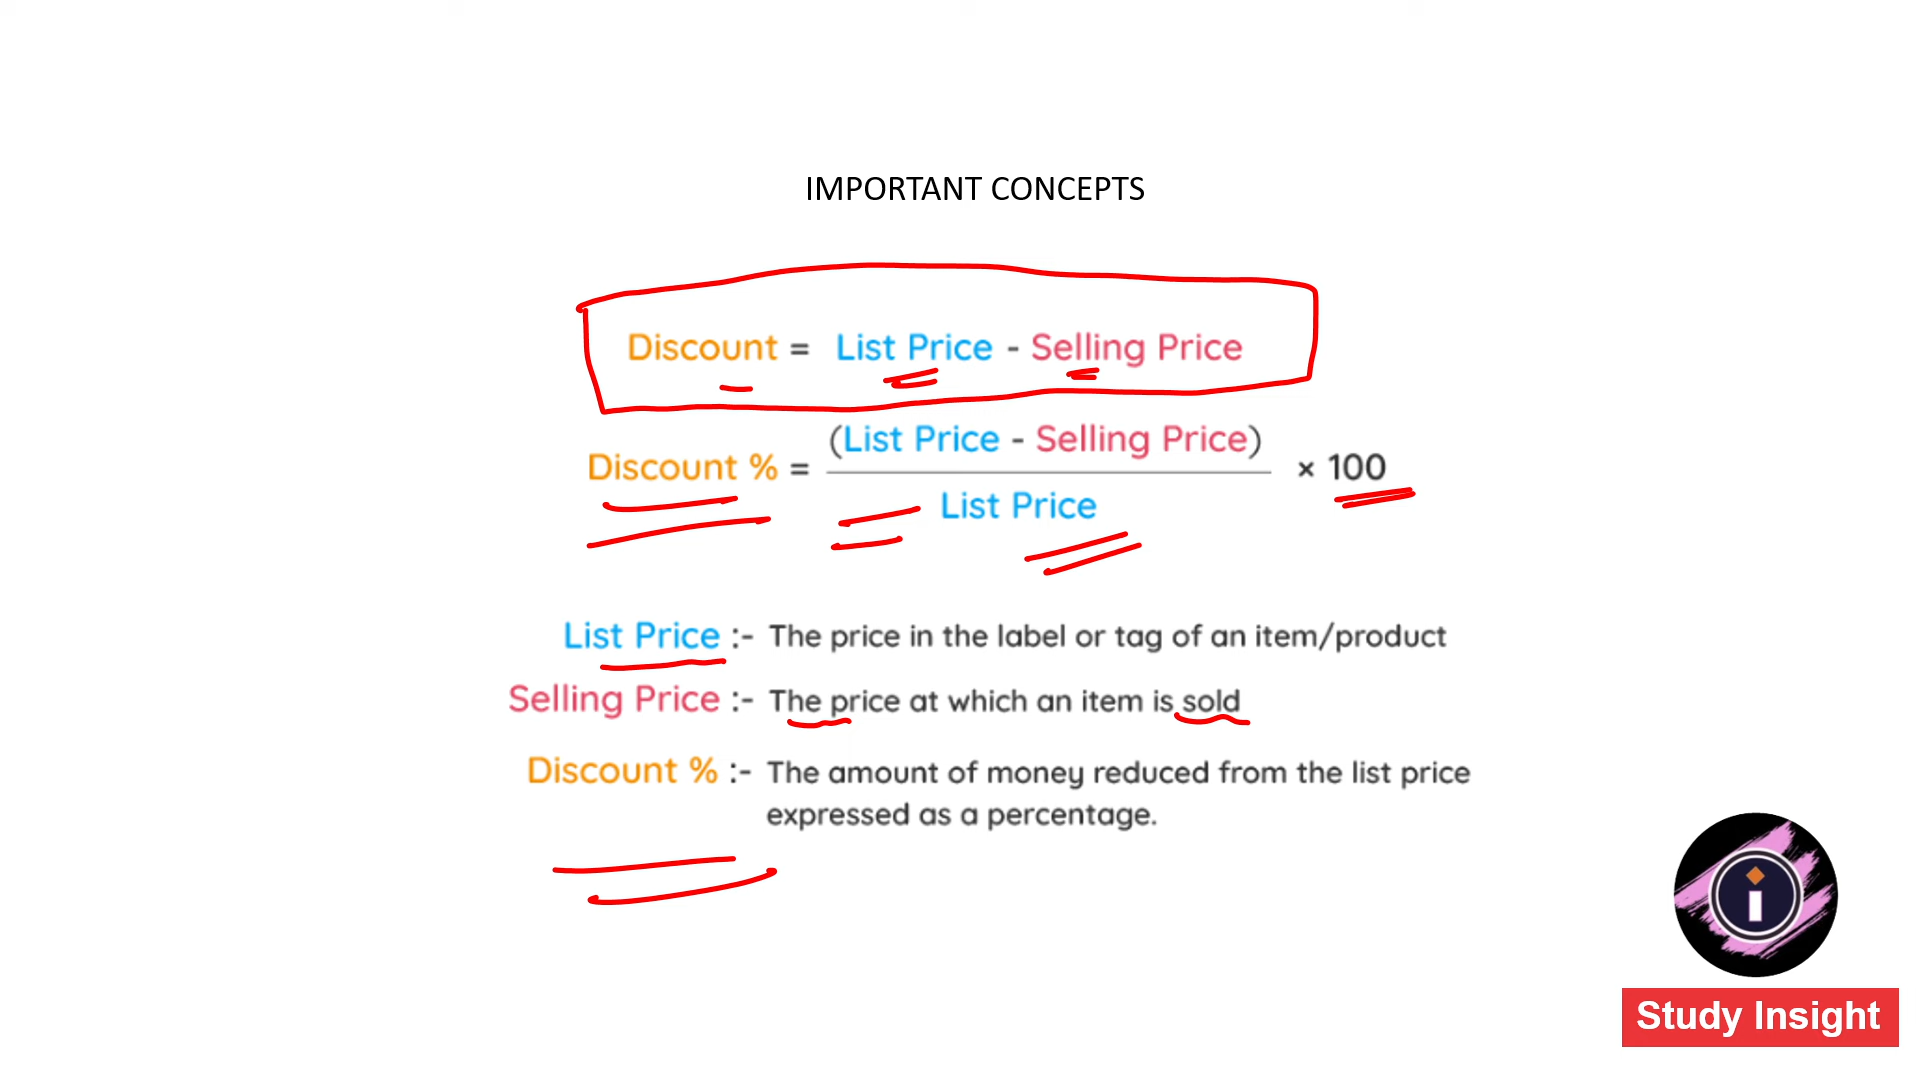 IMPORTANT CONCEPTS
Discount = List Price - Selling Price
Discount % = (List Price - Selling Price) / List Price × 100
List Price :- The price in the label or tag of an item/product
Selling Price :- The price at which an item is sold
Discount % :- The amount of money reduced from the list price
expressed as a percentage.
i
Study Insight